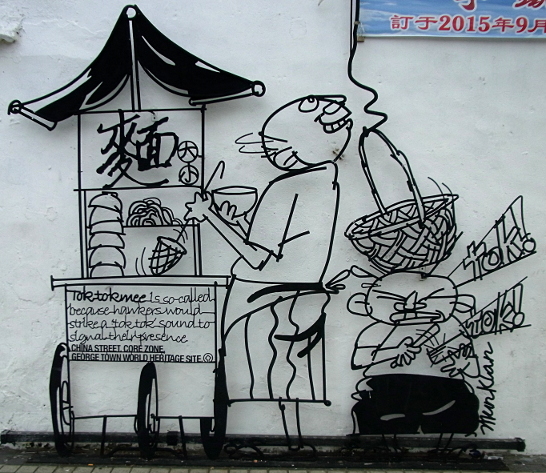 訂于2015年9月
麵
大
小
tok!
tok!
Tok-tok mee is so-called
because hawkers would
strike a 'tok tok' sound to
signal their presence
CHINA STREET, CORE ZONE,
GEORGE TOWN WORLD HERITAGE SITE. ©